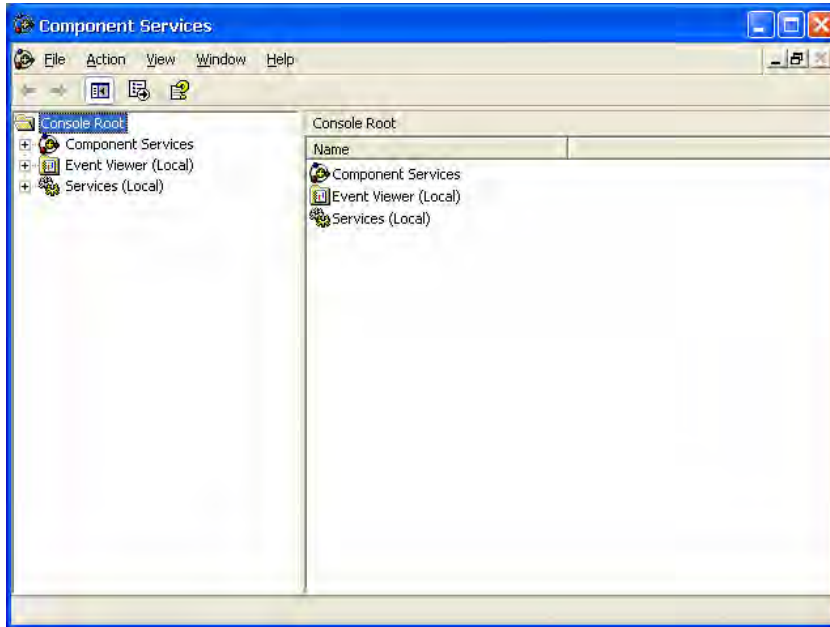 Component Services
File Action View Window Help
Console Root
Component Services
Event Viewer (Local)
Services (Local)
Console Root
Name
Component Services
Event Viewer (Local)
Services (Local)